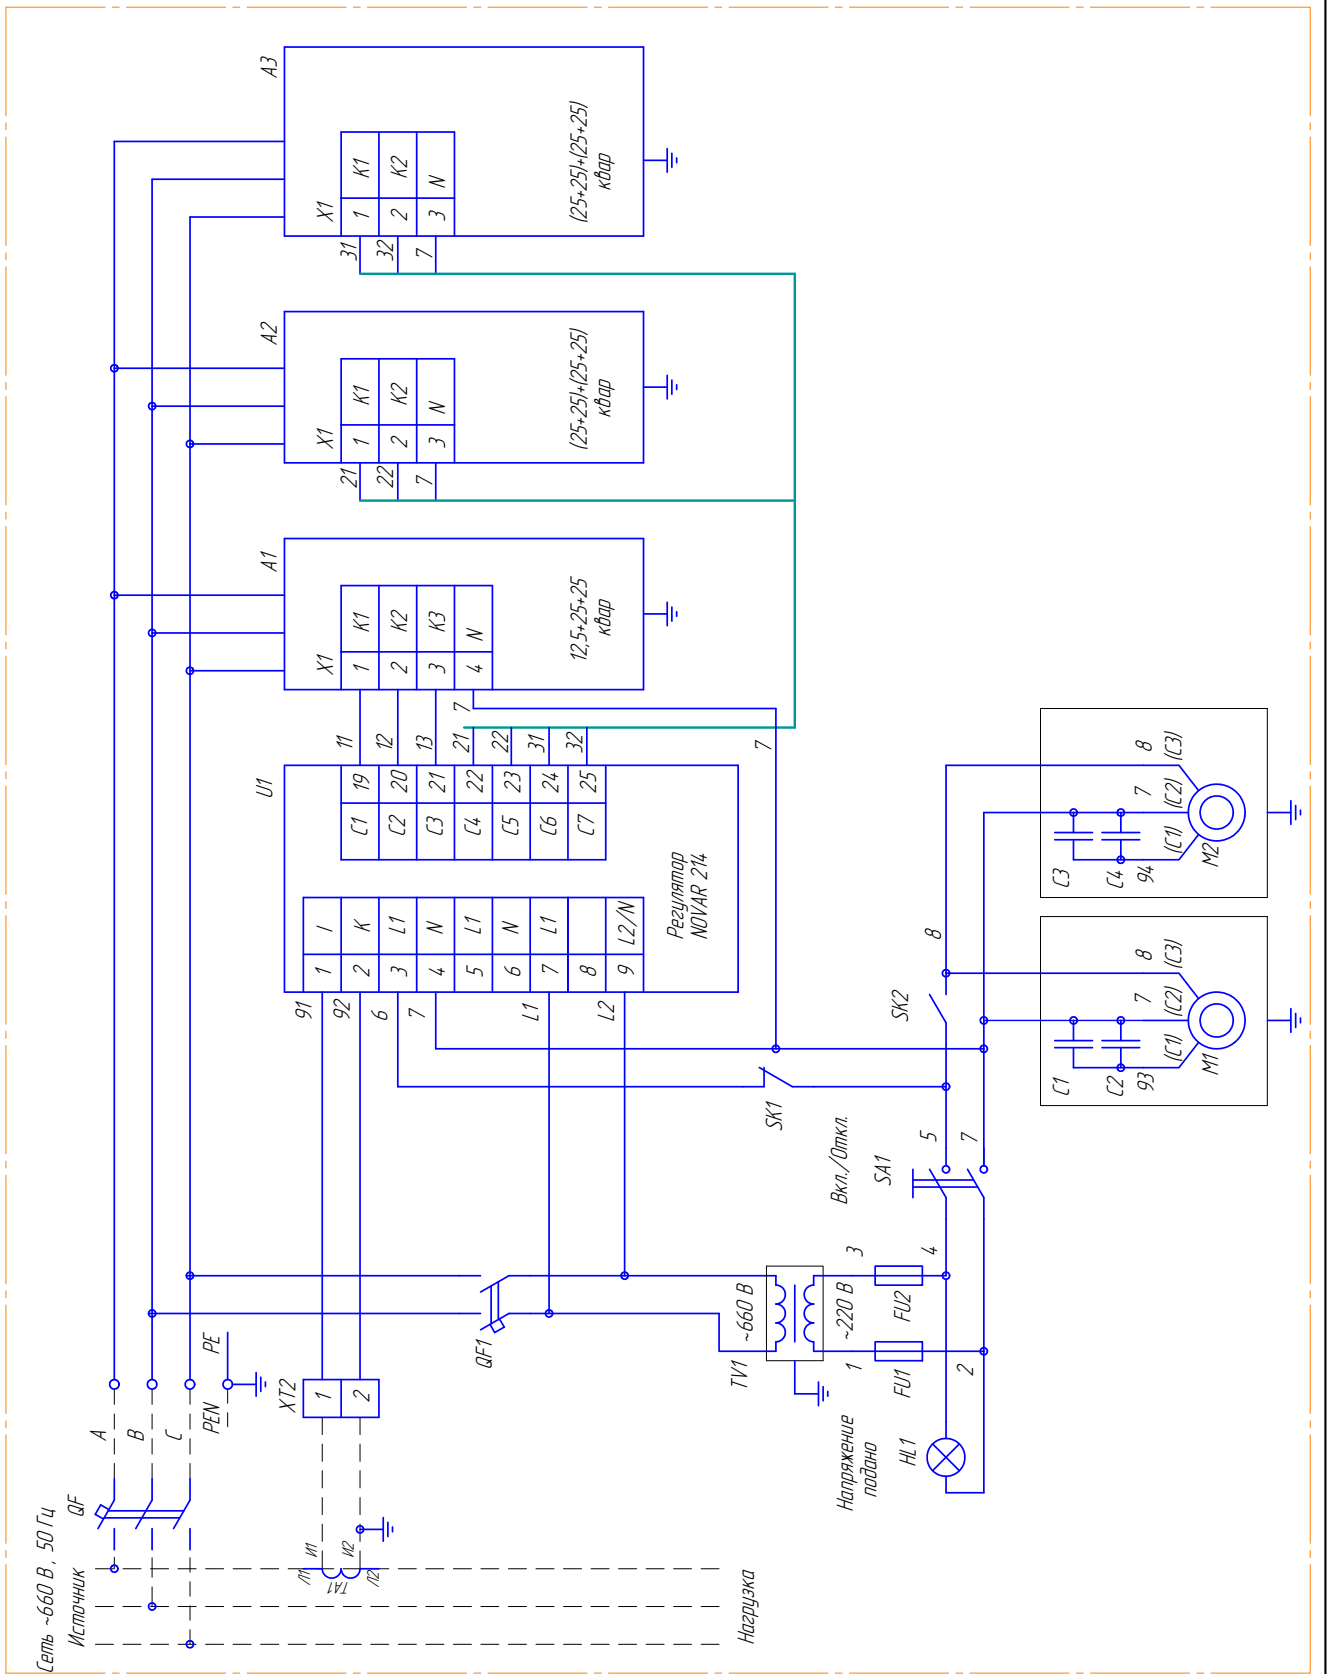 Сеть ~660 В, 50 Гц
Источник
QF
A
B
C
PEN
PE
Нагрузка
Л1
И1
ТА1
И2
Л2
XT2
1
2
QF1
91
92
6
7
L1
L2
U1
1 I
2 K
3 L1
4 N
5 L1
6 N
7 L1
8
9 L2/N
Регулятор
NOVAR 214
C1 19
C2 20
C3 21
C4 22
C5 23
C6 24
C7 25
11
12
13
21
22
31
32
7
7
A1
X1
1 K1
2 K2
3 K3
4 N
12,5+25+25
квар
A2
X1
21
22
7
1 K1
2 K2
3 N
(25+25)+(25+25)
квар
A3
X1
31
32
7
1 K1
2 K2
3 N
(25+25)+(25+25)
квар
TV1
~660 В
~220 В
1
3
FU1
FU2
2
4
Напряжение
подано
HL1
Вкл./Откл.
SA1
5
7
SK1
SK2
8
C1
C2
93
7
8
(C1)
(C2)
(C3)
M1
C3
C4
94
7
8
(C1)
(C2)
(C3)
M2